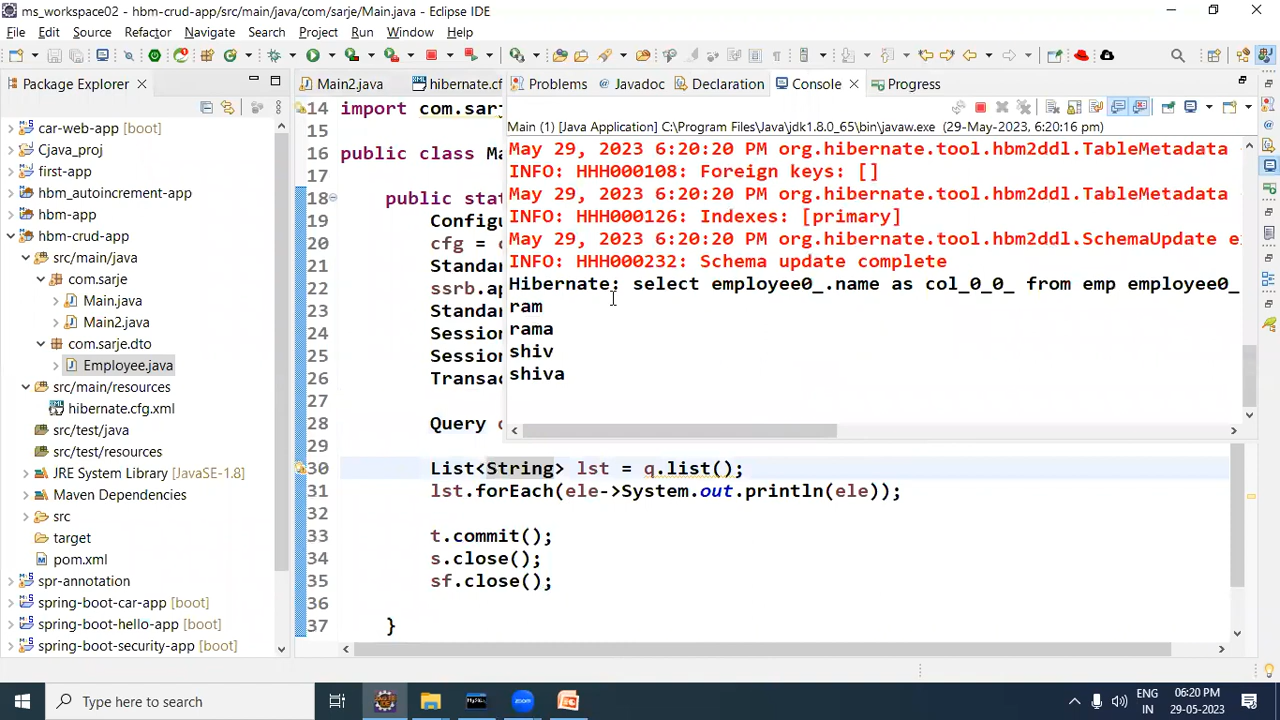 ms_workspace02 - hbm-crud-app/src/main/java/com/sarje/Main.java - Eclipse IDE
File Edit Source Refactor Navigate Search Project Run Window Help
Package Explorer
car-web-app [boot]
Cjava_proj
first-app
hbm_autoincrement-app
hbm-app
hbm-crud-app
src/main/java
com.sarje
Main.java
Main2.java
com.sarje.dto
Employee.java
src/main/resources
hibernate.cfg.xml
src/test/java
src/test/resources
JRE System Library [JavaSE-1.8]
Maven Dependencies
src
target
pom.xml
spr-annotation
spring-boot-car-app [boot]
spring-boot-hello-app [boot]
spring-boot-security-app [boot]
Main2.java hibernate.cf
14 import com.sarj
15
16 public class Ma
17
18 public stat
19 Config
20 cfg = c
21 Standar
22 ssrb.ap
23 Standar
24 Session
25 Session
26 Transac
27
28 Query
29
30 List<String> lst = q.list();
31 lst.forEach(ele->System.out.println(ele));
33 t.commit();
34 s.close();
35 sf.close();
36
37 }
Problems @ Javadoc Declaration Console Progress
Main (1) [Java Application] C:\Program Files\Java\jdk1.8.0_65\bin\javaw.exe (29-May-2023, 6:20:16 pm)
May 29, 2023 6:20:20 PM org.hibernate.tool.hbm2ddl.TableMetadata
INFO: HHH000108: Foreign keys: []
May 29, 2023 6:20:20 PM org.hibernate.tool.hbm2ddl.TableMetadata
INFO: HHH000126: Indexes: [primary]
May 29, 2023 6:20:20 PM org.hibernate.tool.hbm2ddl.SchemaUpdate e
INFO: HHH000232: Schema update complete
Hibernate: select employee0_.name as col_0_0_ from emp employee0_
ram
rama
shiv
shiva
Type here to search
ENG
IN
06:20 PM
29-05-2023